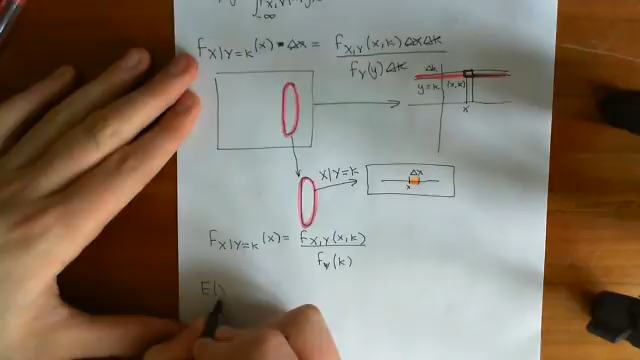 f_{X|Y=k}(x) · Δx = f_{X,Y}(x,k) Δx Δk / f_Y(y) Δk
Δk
y=k (x,k)
x
X|Y=k
Δx
x
f_{X|Y=k}(x) = f_{X,Y}(x,k) / f_Y(k)
E(